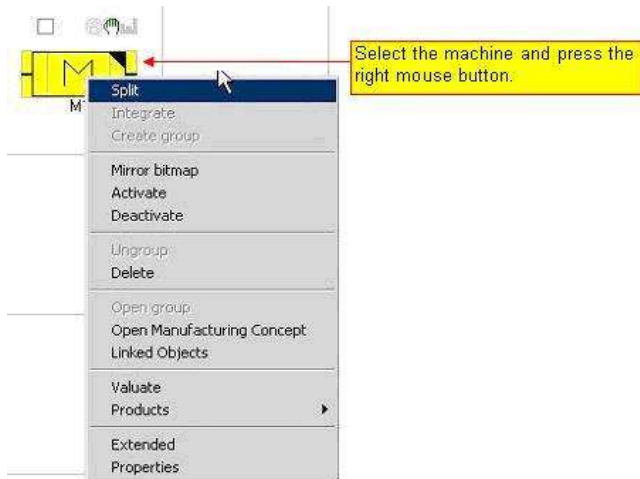 Select the machine and press the
right mouse button.
M
M
Split
Integrate
Create group
Mirror bitmap
Activate
Deactivate
Ungroup
Delete
Open group
Open Manufacturing Concept
Linked Objects
Valuate
Products
Extended
Properties